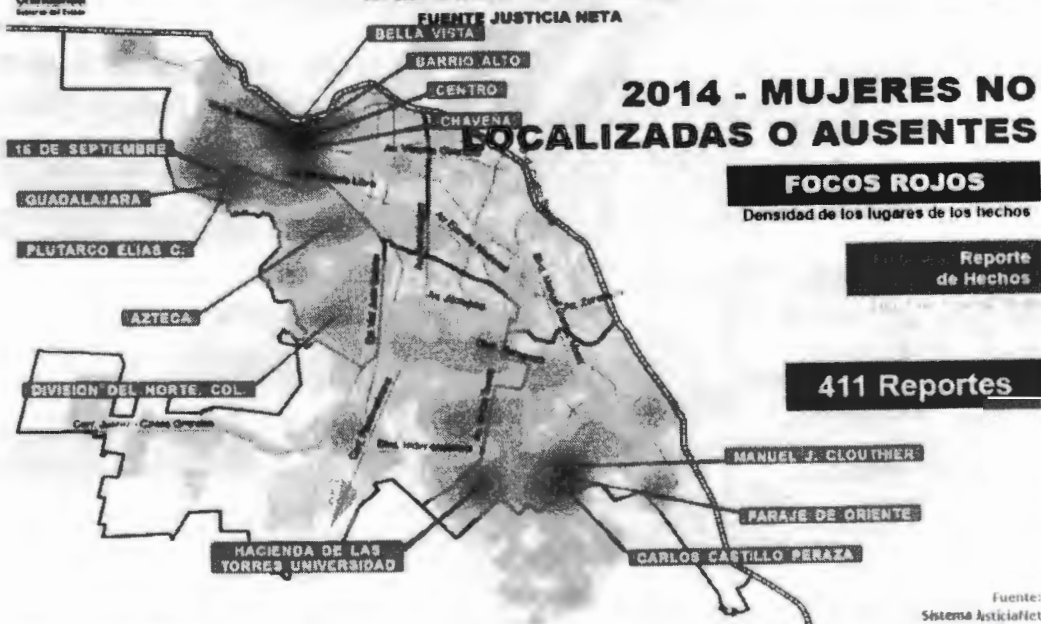 FUENTE JUSTICIA NETA
BELLA VISTA
BARRIO ALTO
CENTRO
CHAVEÑA
2014 - MUJERES NO
LOCALIZADAS O AUSENTES
16 DE SEPTIEMBRE
GUADALAJARA
PLUTARCO ELIAS C.
AZTECA
DIVISION DEL NORTE, COL.
FOCOS ROJOS
Densidad de los lugares de los hechos
Reporte
de Hechos
411 Reportes
MANUEL J. CLOUTHIER
PARAJE DE ORIENTE
CARLOS CASTILLO PERAZA
HACIENDA DE LAS
TORRES UNIVERSIDAD
Fuente:
Sistema JusticiaNet